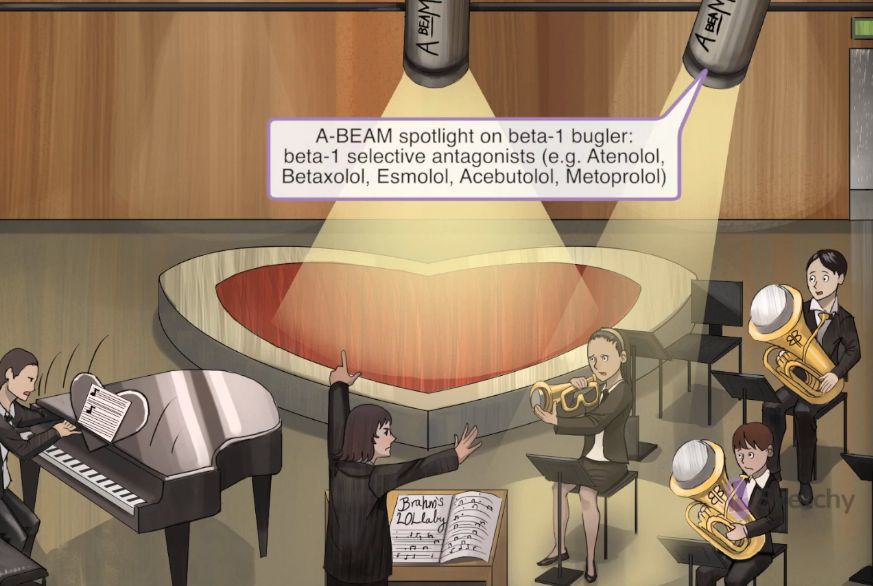 A BEAM
A BEAM
A-BEAM spotlight on beta-1 bugler:
beta-1 selective antagonists (e.g. Atenolol,
Betaxolol, Esmolol, Acebutolol, Metoprolol)
Brahm's
LOLlaby